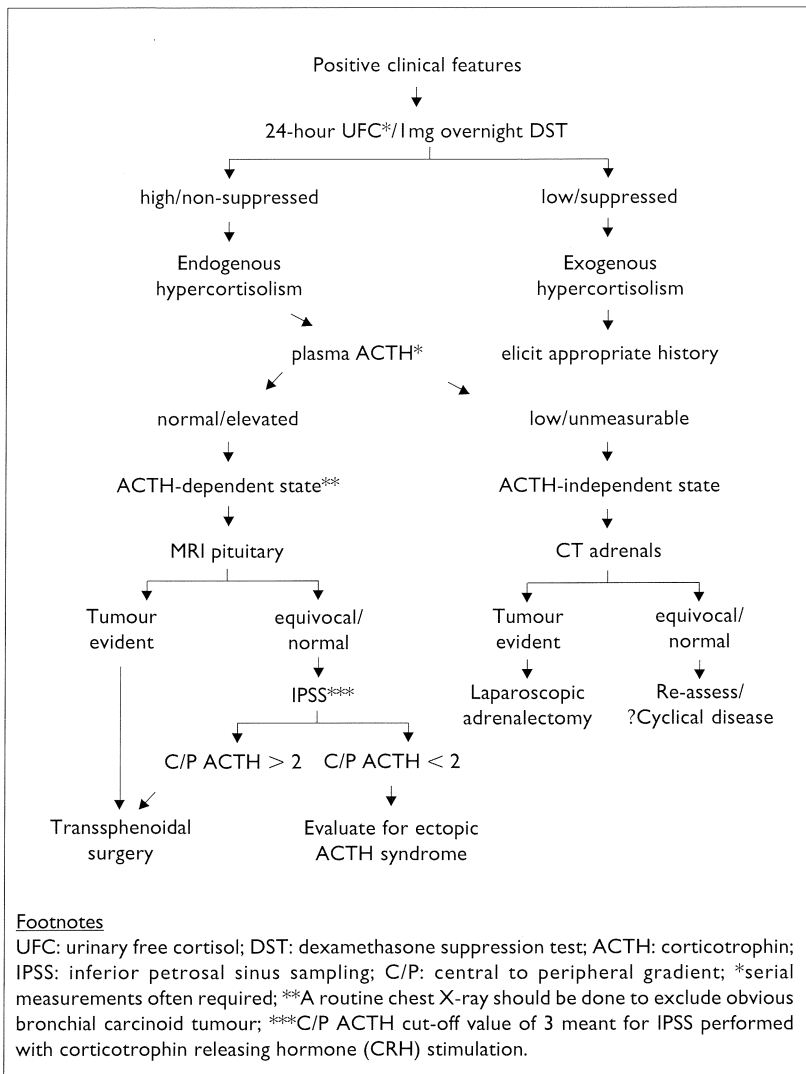 Positive clinical features
24-hour UFC*/1mg overnight DST
high/non-suppressed
low/suppressed
Endogenous
hypercortisolism
Exogenous
hypercortisolism
plasma ACTH*
elicit appropriate history
normal/elevated
low/unmeasurable
ACTH-dependent state**
ACTH-independent state
MRI pituitary
CT adrenals
Tumour
evident
equivocal/
normal
Tumour
evident
equivocal/
normal
IPSS***
Laparoscopic
adrenalectomy
Re-assess/
?Cyclical disease
C/P ACTH > 2
C/P ACTH < 2
Transsphenoidal
surgery
Evaluate for ectopic
ACTH syndrome
Footnotes
UFC: urinary free cortisol; DST: dexamethasone suppression test; ACTH: corticotrophin;
IPSS: inferior petrosal sinus sampling; C/P: central to peripheral gradient; *serial
measurements often required; **A routine chest X-ray should be done to exclude obvious
bronchial carcinoid tumour; ***C/P ACTH cut-off value of 3 meant for IPSS performed
with corticotrophin releasing hormone (CRH) stimulation.